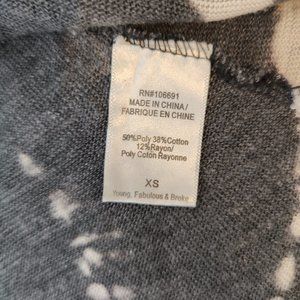 RN#106691
MADE IN CHINA/
FABRIQUE EN CHINE
50%Poly 38%Cotton
12%Rayon/
Poly Coton Rayonne
XS
Young, Fabulous & Broke